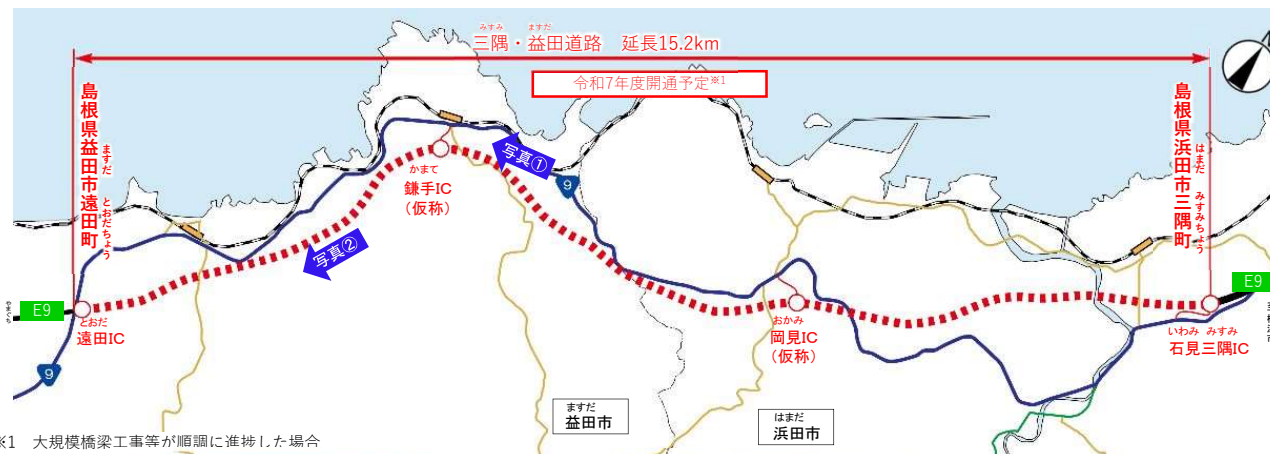 みすみ ますだ
三隅・益田道路 延長15.2km
令和7年度開通予定※1
島根県益田市遠田町
ますだ とおだちょう
島根県浜田市三隅町
はまだ みすみちょう
写真①
かまて
鎌手IC
(仮称)
9
写真②
やまぐち
E9
とおだ
遠田IC
9
おかみ
岡見IC
(仮称)
E9
いわみ みすみ
石見三隅IC
ますだ
益田市
はまだ
浜田市
※1 大規模橋梁工事等が順調に進捗した場合